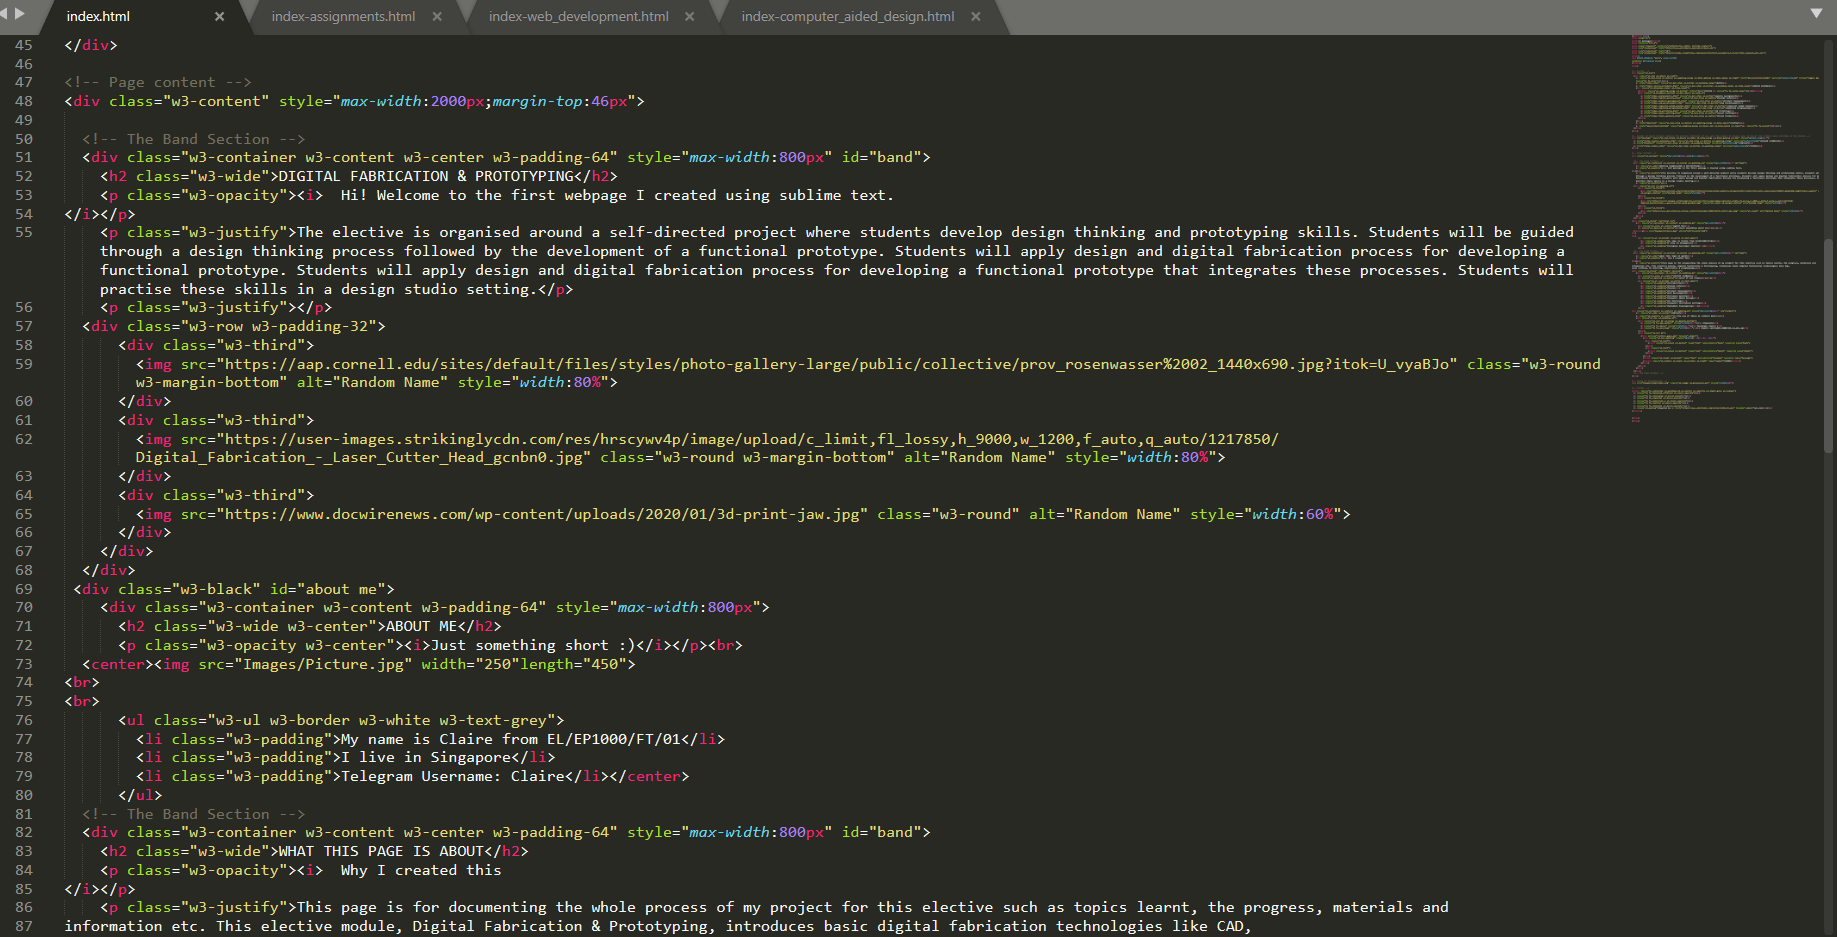 index.html × index-assignments.html × index-web_development.html × index-computer_aided_design.html ×
45 </div>
46
47 <!-- Page content -->
48 <div class="w3-content" style="max-width:2000px;margin-top:46px">
49
50 <!-- The Band Section -->
51 <div class="w3-container w3-content w3-center w3-padding-64" style="max-width:800px" id="band">
52 <h2 class="w3-wide">DIGITAL FABRICATION & PROTOTYPING</h2>
53 <p class="w3-opacity"><i>  Hi! Welcome to the first webpage I created using sublime text.
54 </i></p>
55 <p class="w3-justify">The elective is organised around a self-directed project where students develop design thinking and prototyping skills. Students will be guided
through a design thinking process followed by the development of a functional prototype. Students will apply design and digital fabrication process for developing a
functional prototype. Students will apply design and digital fabrication process for developing a functional prototype that integrates these processes. Students will
practise these skills in a design studio setting.</p>
56 <p class="w3-justify"></p>
57 <div class="w3-row w3-padding-32">
58 <div class="w3-third">
59 <img src="https://aap.cornell.edu/sites/default/files/styles/photo-gallery-large/public/collective/prov_rosenwasser%2002_1440x690.jpg?itok=U_vyaBJo" class="w3-round
w3-margin-bottom" alt="Random Name" style="width:80%">
60 </div>
61 <div class="w3-third">
62 <img src="https://user-images.strikinglycdn.com/res/hrscywv4p/image/upload/c_limit,fl_lossy,h_9000,w_1200,f_auto,q_auto/1217850/
Digital_Fabrication_-_Laser_Cutter_Head_gcnbn0.jpg" class="w3-round w3-margin-bottom" alt="Random Name" style="width:80%">
63 </div>
64 <div class="w3-third">
65 <img src="https://www.docwirenews.com/wp-content/uploads/2020/01/3d-print-jaw.jpg" class="w3-round" alt="Random Name" style="width:60%">
66 </div>
67 </div>
68 </div>
69 <div class="w3-black" id="about me">
70 <div class="w3-container w3-content w3-padding-64" style="max-width:800px">
71 <h2 class="w3-wide w3-center">ABOUT ME</h2>
72 <p class="w3-opacity w3-center"><i>Just something short :)</i></p><br>
73 <center><img src="Images/Picture.jpg" width="250"length="450">
74 <br>
75 <br>
76 <ul class="w3-ul w3-border w3-white w3-text-grey">
77 <li class="w3-padding">My name is Claire from EL/EP1000/FT/01</li>
78 <li class="w3-padding">I live in Singapore</li>
79 <li class="w3-padding">Telegram Username: Claire</li></center>
80 </ul>
81 <!-- The Band Section -->
82 <div class="w3-container w3-content w3-center w3-padding-64" style="max-width:800px" id="band">
83 <h2 class="w3-wide">WHAT THIS PAGE IS ABOUT</h2>
84 <p class="w3-opacity"><i>  Why I created this
85 </i></p>
86 <p class="w3-justify">This page is for documenting the whole process of my project for this elective such as topics learnt, the progress, materials and
87 information etc. This elective module, Digital Fabrication & Prototyping, introduces basic digital fabrication technologies like CAD,